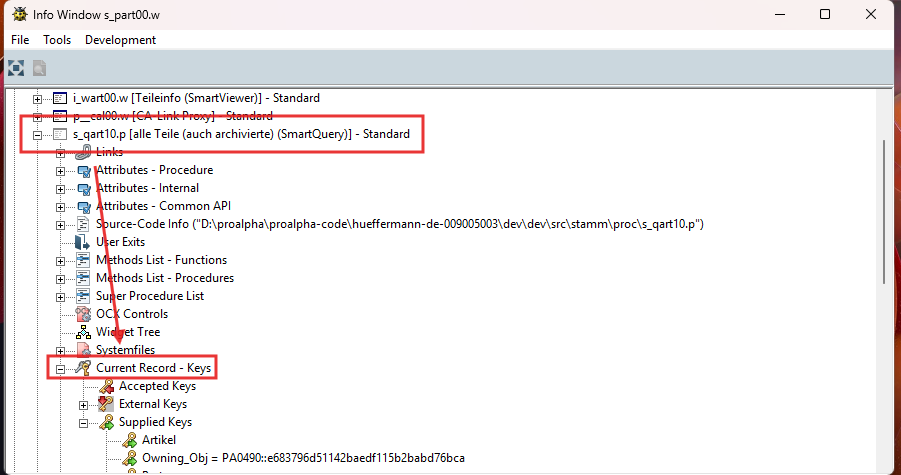 Info Window s_part00.w
File Tools Development
i_wart00.w [Teileinfo (SmartViewer)] - Standard
p__cal00.w [CA-Link Proxy] - Standard
s_qart10.p [alle Teile (auch archivierte) (SmartQuery)] - Standard
Links
Attributes - Procedure
Attributes - Internal
Attributes - Common API
Source-Code Info ("D:\proalpha\proalpha-code\hueffermann-de-009005003\dev\dev\src\stamm\proc\s_qart10.p")
User Exits
Methods List - Functions
Methods List - Procedures
Super Procedure List
OCX Controls
Widget Tree
Systemfiles
Current Record - Keys
Accepted Keys
External Keys
Supplied Keys
Artikel
Owning_Obj = PA0490::e683796d51142baedf115b2babd76bca